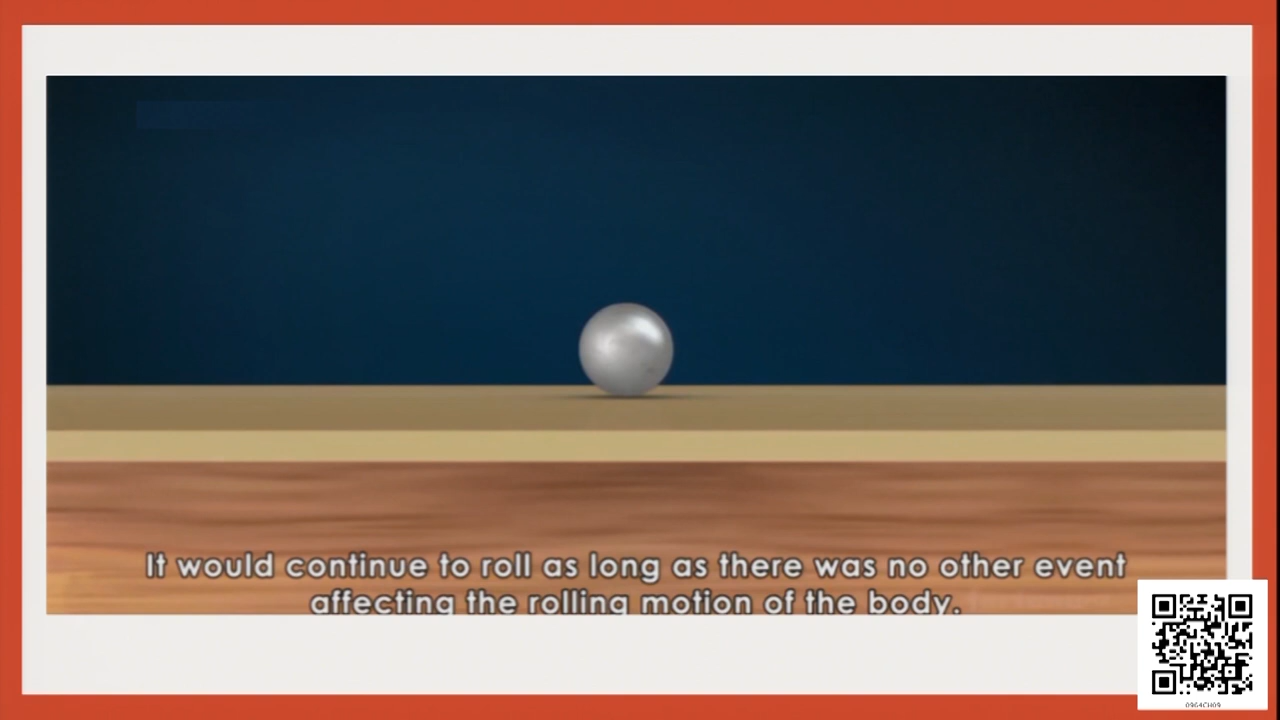 It would continue to roll as long as there was no other event
affecting the rolling motion of the body.
0964CH09